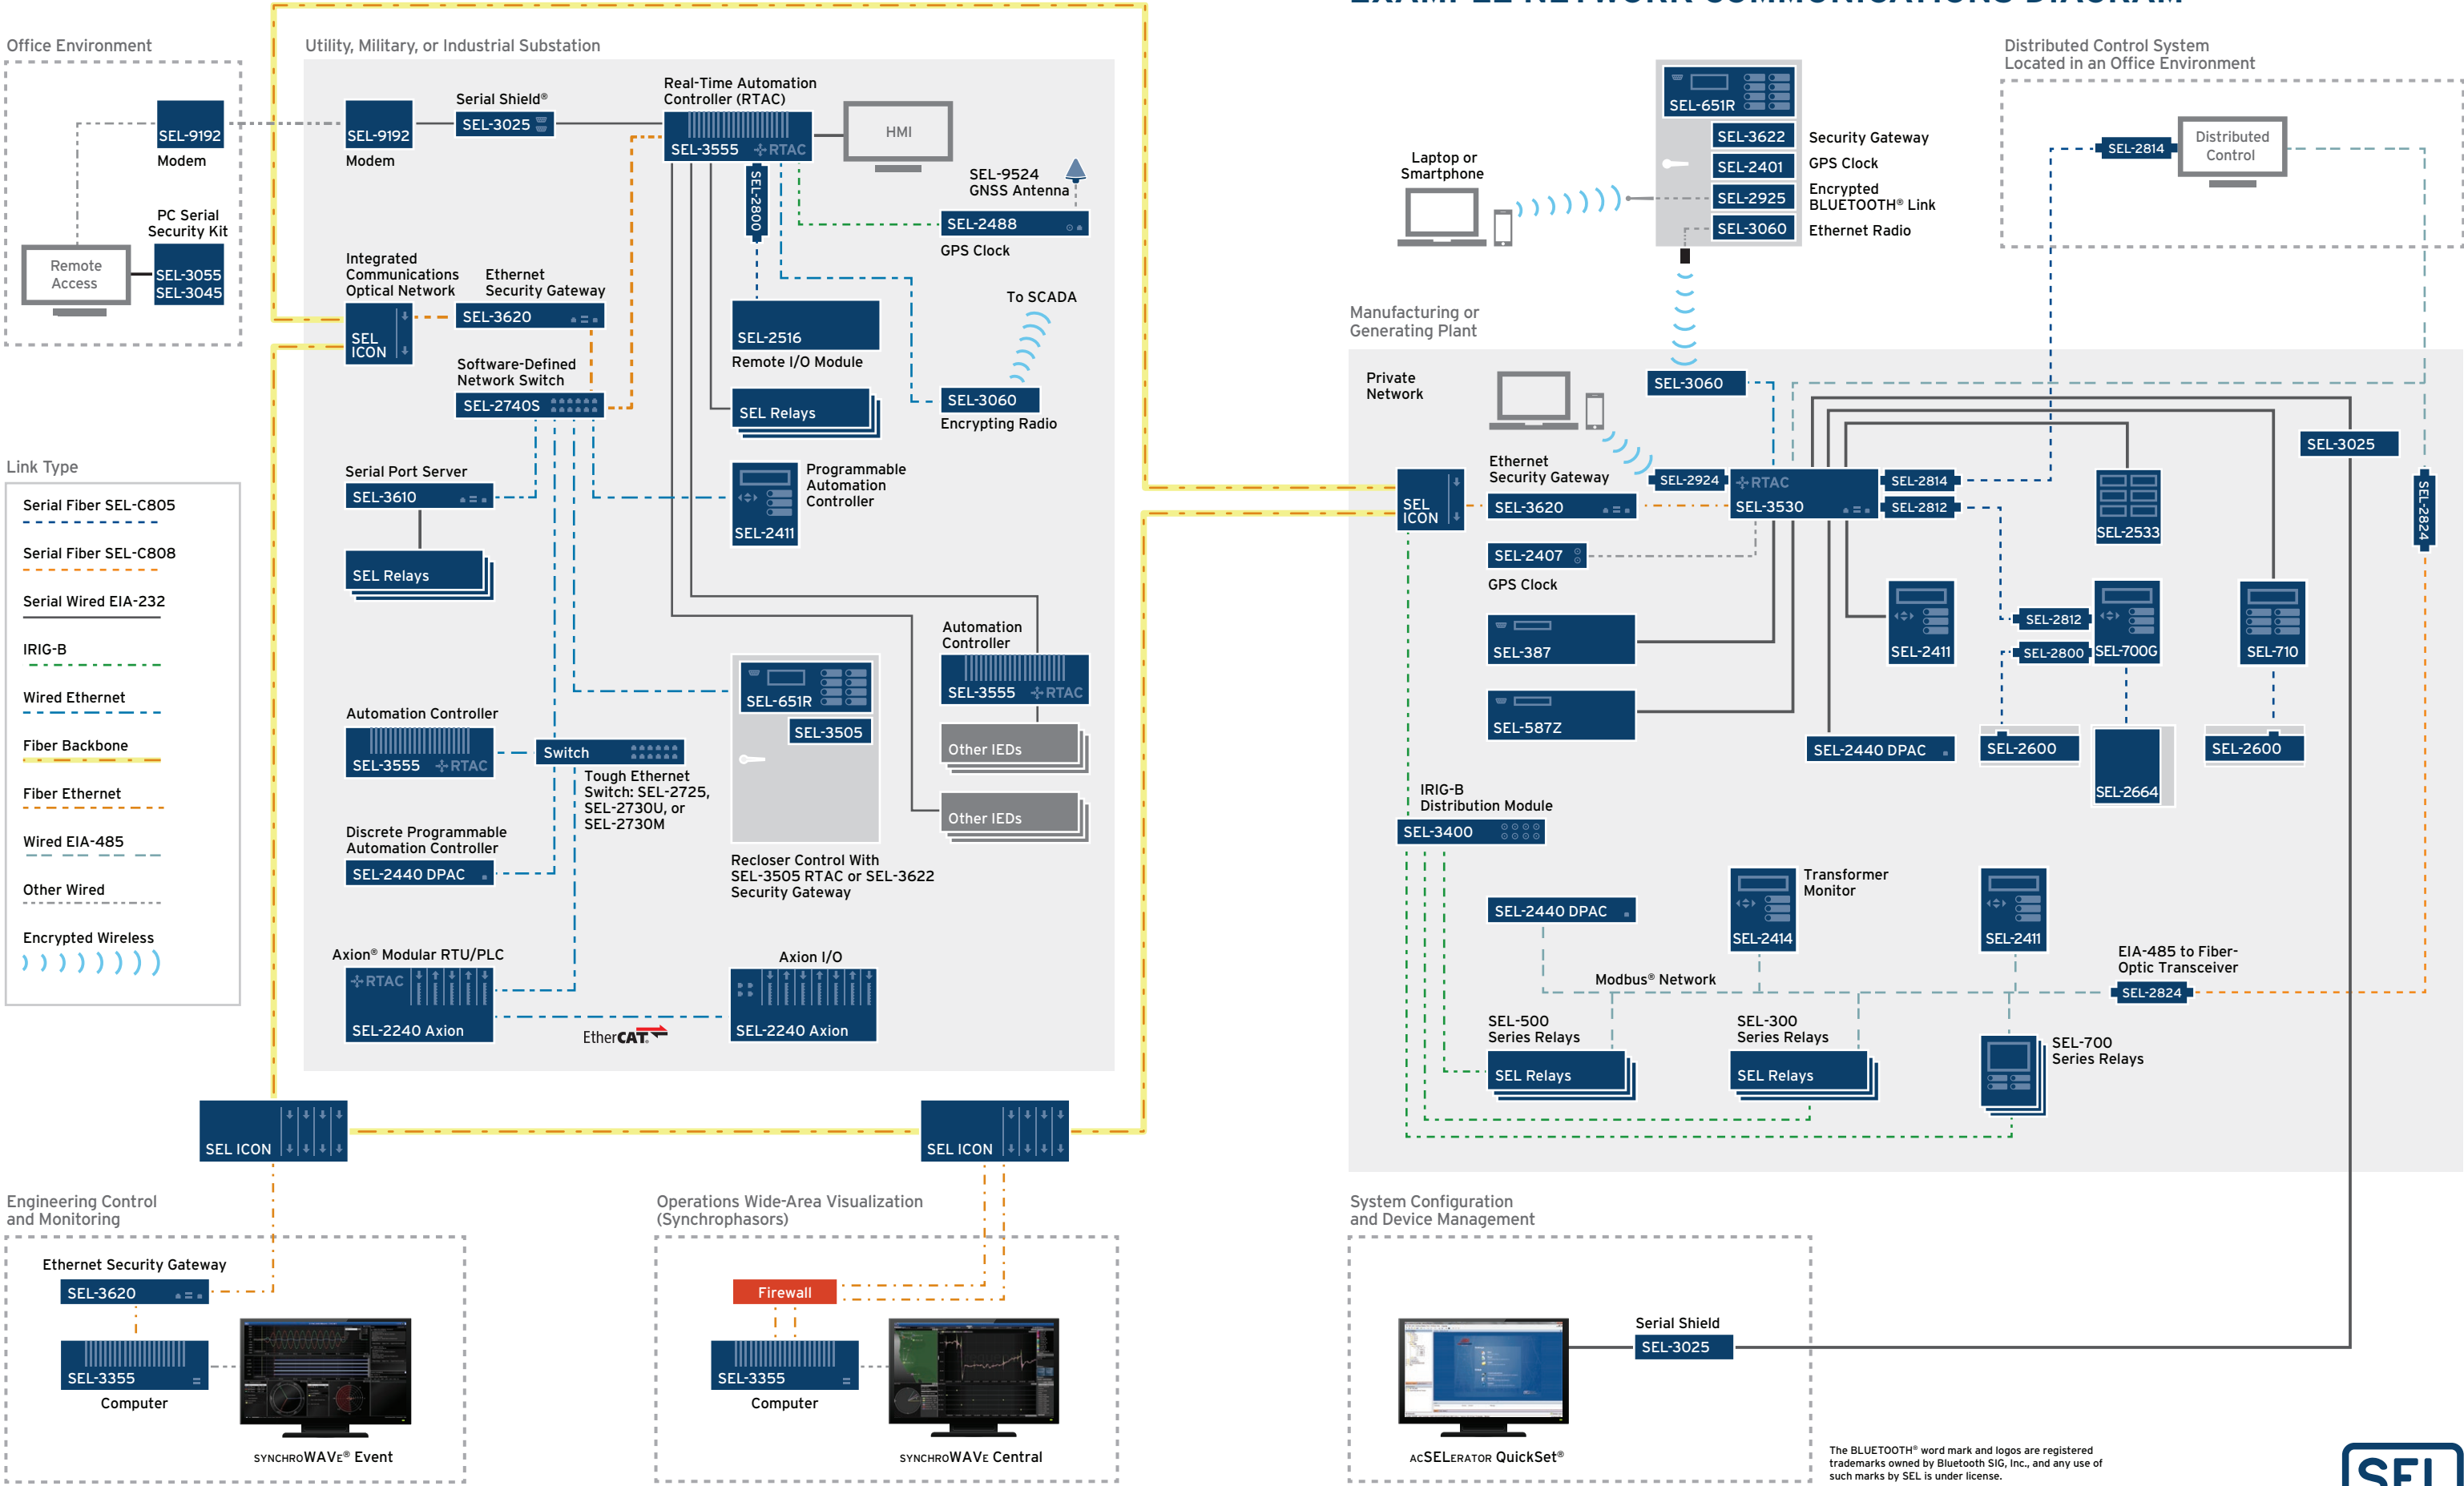 EXAMPLE NETWORK COMMUNICATIONS DIAGRAM
Office Environment
SEL-9192
Modem
PC Serial
Security Kit
Remote
Access
SEL-3055
SEL-3045
Utility, Military, or Industrial Substation
SEL-9192
Modem
Serial Shield®
SEL-3025
Real-Time Automation
Controller (RTAC)
SEL-3555
RTAC
HMI
SEL-2800
SEL-9524
GNSS Antenna
SEL-2488
GPS Clock
Integrated
Communications
Optical Network
SEL
ICON
Ethernet
Security Gateway
SEL-3620
SEL-2516
Remote I/O Module
To SCADA
Software-Defined
Network Switch
SEL-2740S
SEL Relays
SEL-3060
Encrypting Radio
Serial Port Server
SEL-3610
SEL-2411
Programmable
Automation
Controller
SEL Relays
Automation
Controller
SEL-3555
RTAC
Other IEDs
Other IEDs
SEL-651R
SEL-3505
Recloser Control With
SEL-3505 RTAC or SEL-3622
Security Gateway
Automation Controller
SEL-3555
RTAC
Switch
Tough Ethernet
Switch: SEL-2725,
SEL-2730U, or
SEL-2730M
Discrete Programmable
Automation Controller
SEL-2440 DPAC
Axion® Modular RTU/PLC
RTAC
SEL-2240 Axion
EtherCAT®
Axion I/O
SEL-2240 Axion
Link Type
Serial Fiber SEL-C805
Serial Fiber SEL-C808
Serial Wired EIA-232
IRIG-B
Wired Ethernet
Fiber Backbone
Fiber Ethernet
Wired EIA-485
Other Wired
Encrypted Wireless
SEL ICON
SEL ICON
Engineering Control
and Monitoring
Ethernet Security Gateway
SEL-3620
SEL-3355
Computer
SYNCHROWAVE® Event
Operations Wide-Area Visualization
(Synchrophasors)
Firewall
SEL-3355
Computer
SYNCHROWAVE Central
Laptop or
Smartphone
SEL-651R
SEL-3622
Security Gateway
SEL-2401
GPS Clock
SEL-2925
Encrypted
BLUETOOTH® Link
SEL-3060
Ethernet Radio
Distributed Control System
Located in an Office Environment
SEL-2814
Distributed
Control
Manufacturing or
Generating Plant
Private
Network
SEL-3060
SEL-3025
SEL
ICON
Ethernet
Security Gateway
SEL-3620
SEL-2924
RTAC
SEL-3530
SEL-2814
SEL-2812
SEL-2533
SEL-2824
SEL-2407
GPS Clock
SEL-387
SEL-587Z
SEL-2411
SEL-2812
SEL-2800
SEL-700G
SEL-710
SEL-2440 DPAC
SEL-2600
SEL-2664
SEL-2600
IRIG-B
Distribution Module
SEL-3400
SEL-2440 DPAC
SEL-2414
Transformer
Monitor
SEL-2411
EIA-485 to Fiber-
Optic Transceiver
SEL-2824
Modbus® Network
SEL-500
Series Relays
SEL Relays
SEL-300
Series Relays
SEL Relays
SEL-700
Series Relays
System Configuration
and Device Management
Serial Shield
SEL-3025
ACSELERATOR QuickSet®
The BLUETOOTH® word mark and logos are registered
trademarks owned by Bluetooth SIG, Inc., and any use of
such marks by SEL is under license.
SEL